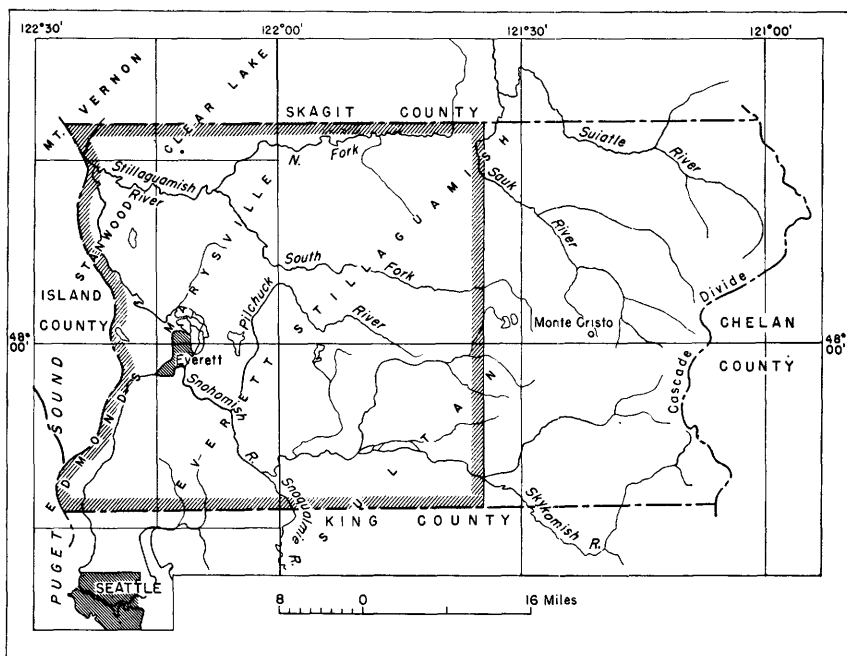 122°30'
122°00'
121°30'
121°00'
MT. VERNON
CLEAR LAKE
SKAGIT COUNTY
N. Fork
Stillaguamish
River
STANWOOD
MARYSVILLE
STILLAGUAMISH
Suiattle
River
Sauk
River
South Fork
Pilchuck
River
ISLAND
COUNTY
48°
00'
Everett
Monte Cristo
Cascade Divide
CHELAN
COUNTY
48°
00'
PUGET SOUND
EDMONDS
EVERETT
Snohomish
R.
SULTAN
Snoqualmie
R.
Skykomish
R.
KING COUNTY
SEATTLE
8 0 16 Miles